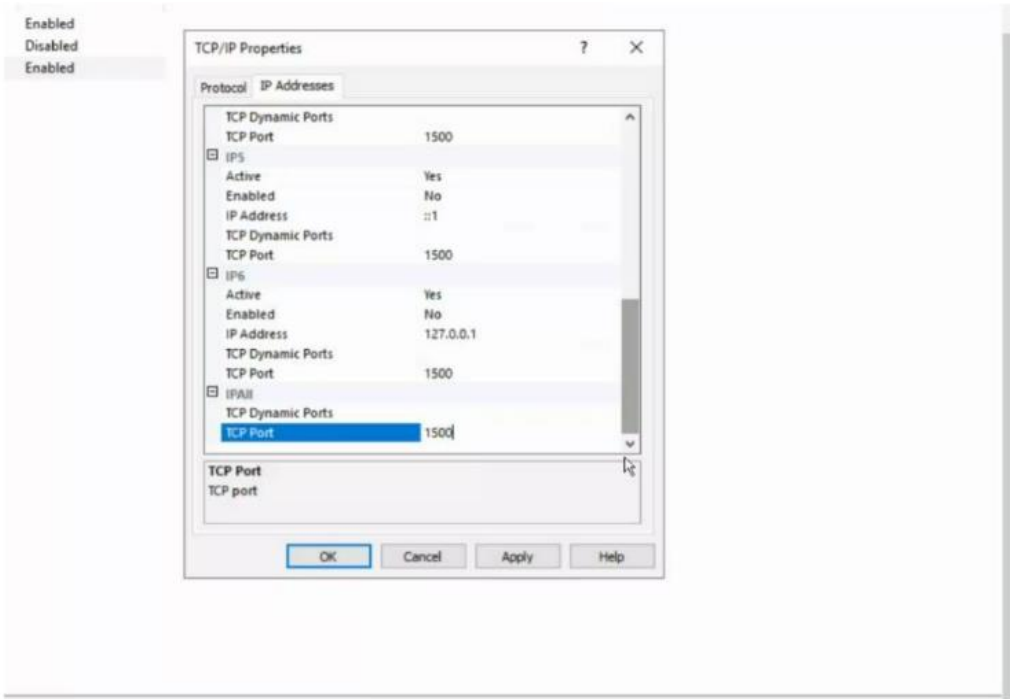 Enabled
Disabled
Enabled
TCP/IP Properties ? ✕
Protocol IP Addresses
TCP Dynamic Ports
TCP Port 1500
IP5
Active Yes
Enabled No
IP Address ::1
TCP Dynamic Ports
TCP Port 1500
IP6
Active Yes
Enabled No
IP Address 127.0.0.1
TCP Dynamic Ports
TCP Port 1500
IPAll
TCP Dynamic Ports
TCP Port 1500
TCP Port
TCP port
OK Cancel Apply Help